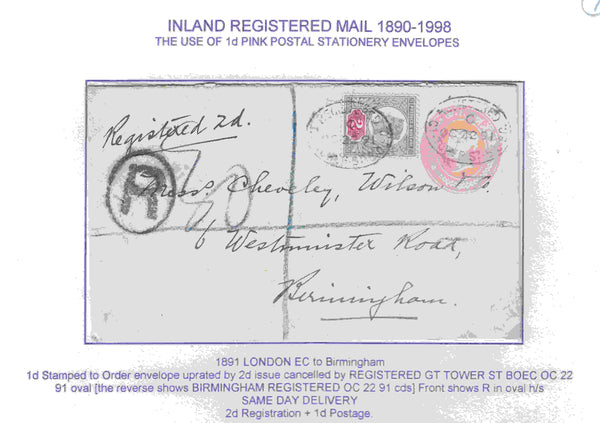 INLAND REGISTERED MAIL 1890-1998
THE USE OF 1d PINK POSTAL STATIONERY ENVELOPES
Registered 2d.
R
Messrs Cheveley, Wilson & Co.
6 Westminster Road,
Birmingham.
1891 LONDON EC to Birmingham
1d Stamped to Order envelope uprated by 2d issue cancelled by REGISTERED GT TOWER ST BOEC OC 22
91 oval [the reverse shows BIRMINGHAM REGISTERED OC 22 91 cds] Front shows R in oval h/s
SAME DAY DELIVERY
2d Registration + 1d Postage.